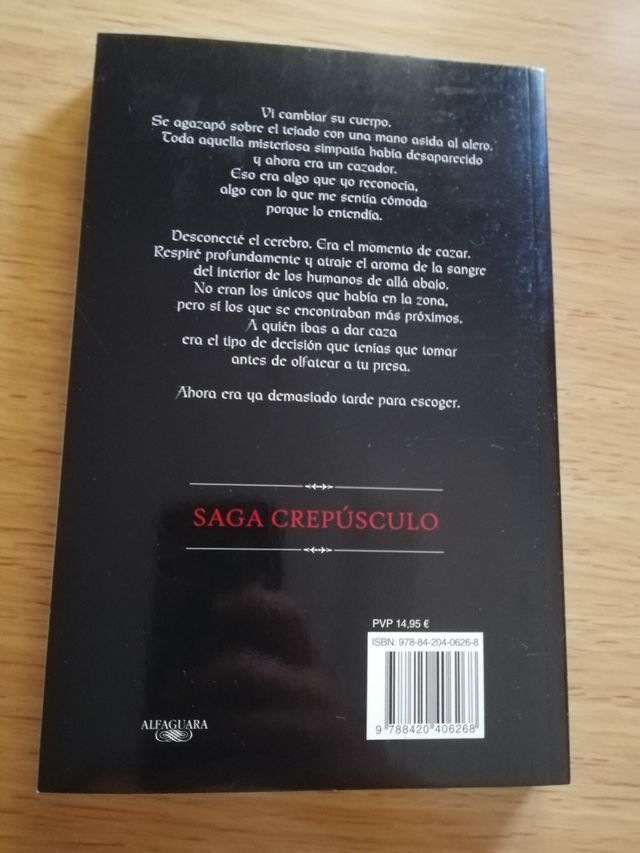 Vi cambiar su cuerpo.
Se agazapó sobre el tejado con una mano asida al alero.
Toda aquella misteriosa simpatía había desaparecido
y ahora era un cazador.
Eso era algo que yo reconocía,
algo con lo que me sentía cómoda
porque lo entendía.
Desconecté el cerebro. Era el momento de cazar.
Respiré profundamente y atraje el aroma de la sangre
del interior de los humanos de allá abajo.
No eran los únicos que había en la zona,
pero sí los que se encontraban más próximos.
A quién ibas a dar caza
era el tipo de decisión que tenías que tomar
antes de olfatear a tu presa.
Ahora era ya demasiado tarde para escoger.
SAGA CREPÚSCULO
PVP 14,95 €
ISBN: 978-84-204-0626-8
9 788420 406268
ALFAGUARA